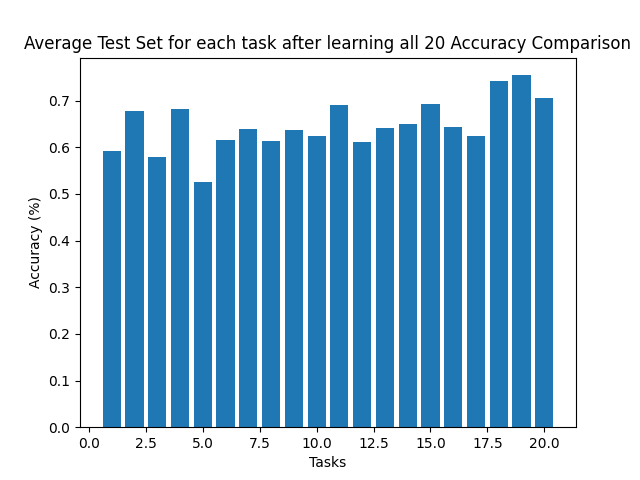 Average Test Set for each task after learning all 20 Accuracy Comparison
0.7
0.6
0.5
0.4
0.3
0.2
0.1
0.0
Accuracy (%)
0.0 2.5 5.0 7.5 10.0 12.5 15.0 17.5 20.0
Tasks